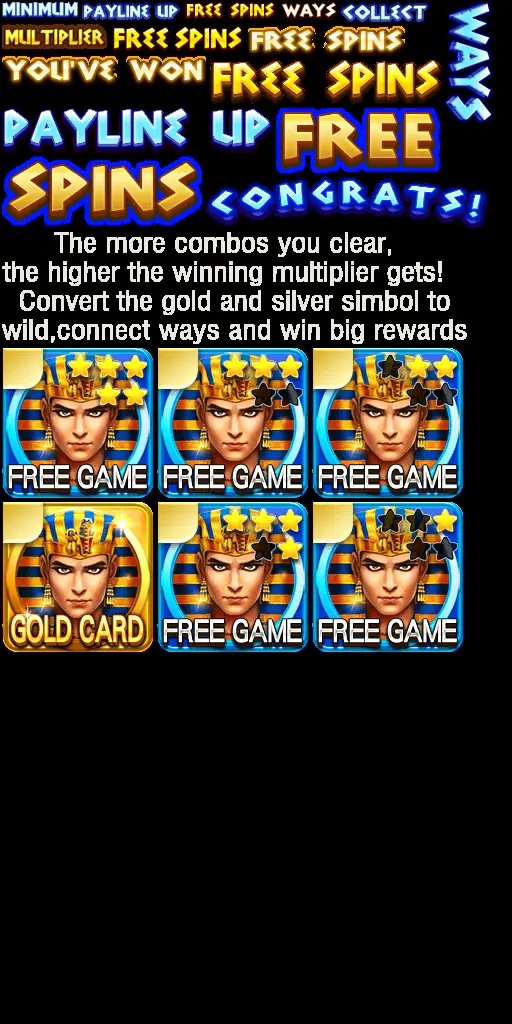 MINIMUM PAYLINE UP FREE SPINS WAYS COLLECT
WAYS
MULTIPLIER FREE SPINS FREE SPINS
YOU'VE WON FREE SPINS
PAYLINE UP FREE
SPINS CONGRATS!
The more combos you clear,
the higher the winning multiplier gets!
Convert the gold and silver simbol to
wild,connect ways and win big rewards
FREE GAME FREE GAME FREE GAME
GOLD CARD FREE GAME FREE GAME